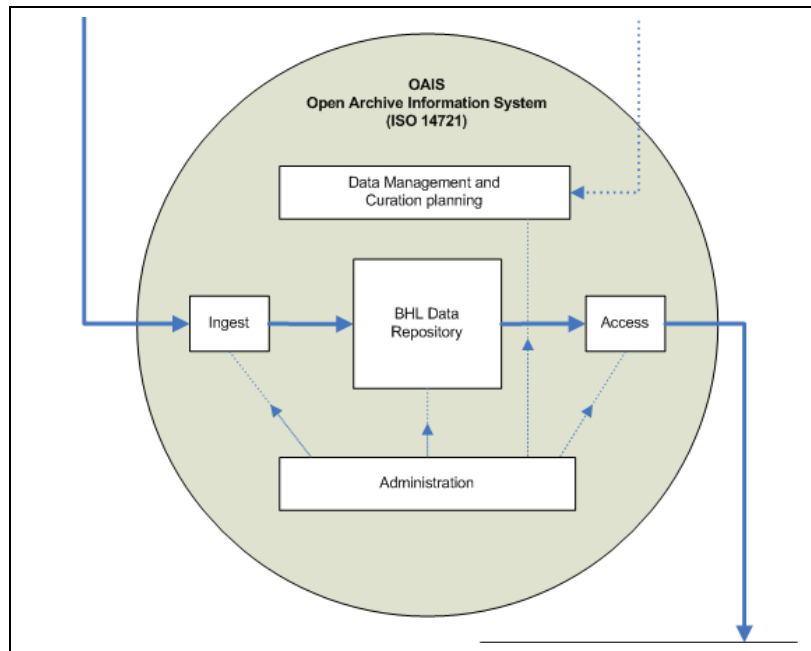 OAIS
Open Archive Information System
(ISO 14721)
Data Management and
Curation planning
Ingest
BHL Data
Repository
Access
Administration